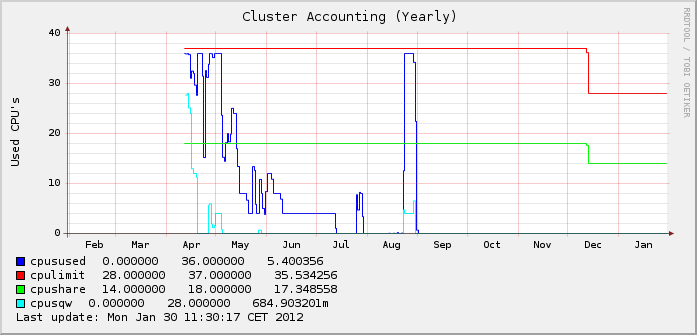 Cluster Accounting (Yearly)
RRDTOOL / TOBI OETIKER
Used CPU's
40
30
20
10
0
Feb Mar Apr May Jun Jul Aug Sep Oct Nov Dec Jan
cpusused 0.000000 36.000000 5.400356
cpulimit 28.000000 37.000000 35.534256
cpushare 14.000000 18.000000 17.348558
cpusqw 0.000000 28.000000 684.903201m
Last update: Mon Jan 30 11:30:17 CET 2012